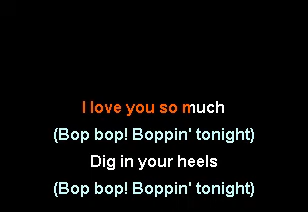 I love you so much
(Bop bop! Boppin' tonight)
Dig in your heels
(Bop bop! Boppin' tonight)